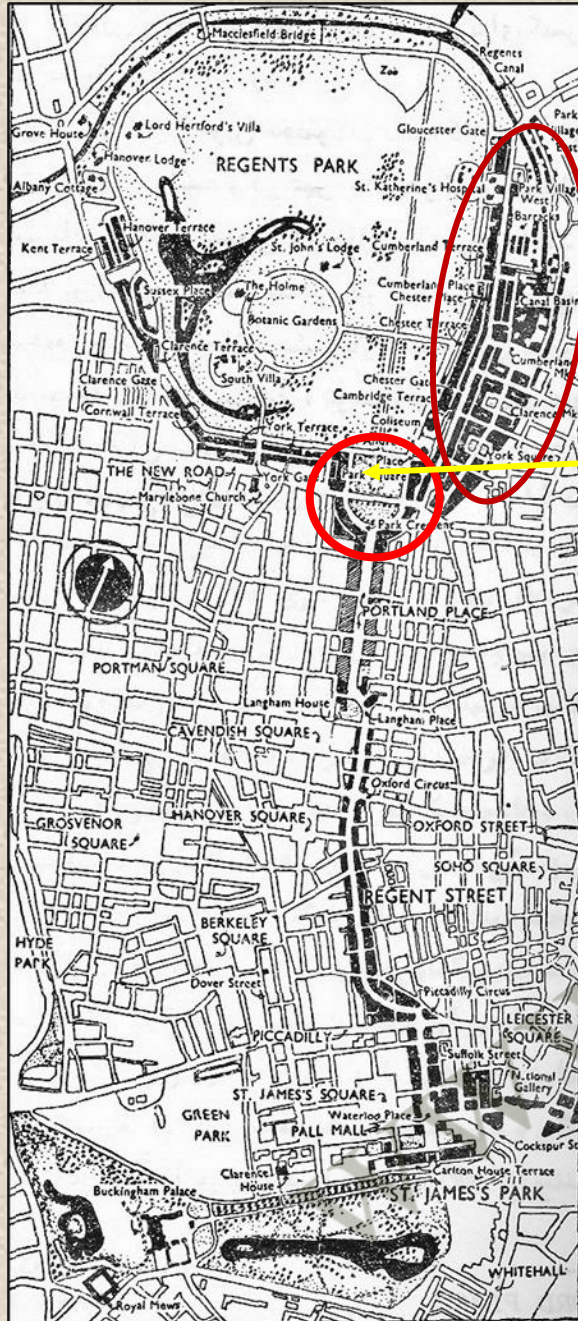 Macclesfield Bridge
Regents
Canal
Zoo
Grove House
Lord Hertford's Villa
Gloucester Gate
Park
Village
East
Hanover Lodge
REGENTS PARK
Albany Cottage
St. Katherine's Hospital
Park Village
West
Barracks
Hanover Terrace
Kent Terrace
St. John's Lodge
Cumberland Terrace
Sussex Place
The Holme
Cumberland Place
Chester Place
Canal Basin
Botanic Gardens
Chester Terrace
Clarence Terrace
Cumberland
Clarence Gate
South Villa
Chester Gate
Cambridge Terrace
Cornwall Terrace
Coliseum
York Terrace
York Square
Place
THE NEW ROAD
York Gate
Park Square
Marylebone Church
Park Crescent
PORTLAND PLACE
PORTMAN SQUARE
Langham House
Langham Place
CAVENDISH SQUARE
Oxford Circus
HANOVER SQUARE
OXFORD STREET
GROSVENOR
SQUARE
SOHO SQUARE
REGENT STREET
BERKELEY
SQUARE
HYDE
PARK
Dover Street
Piccadilly Circus
LEICESTER
SQUARE
PICCADILLY
Suffolk Street
National
Gallery
ST. JAMES'S SQUARE
GREEN
PARK
Waterloo Place
PALL MALL
Cockspur St
Clarence
House
Carlton House Terrace
Buckingham Palace
ST. JAMES'S PARK
WHITEHALL
Royal Mews